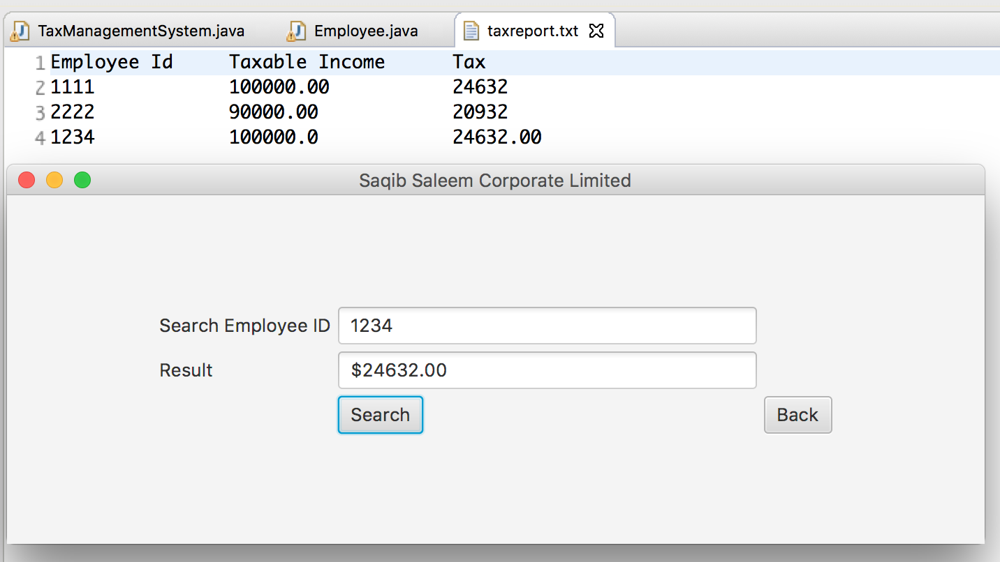 TaxManagementSystem.java Employee.java taxreport.txt
1 Employee Id Taxable Income Tax
2 1111 100000.00 24632
3 2222 90000.00 20932
4 1234 100000.0 24632.00
Saqib Saleem Corporate Limited
Search Employee ID 1234
Result $24632.00
Search Back